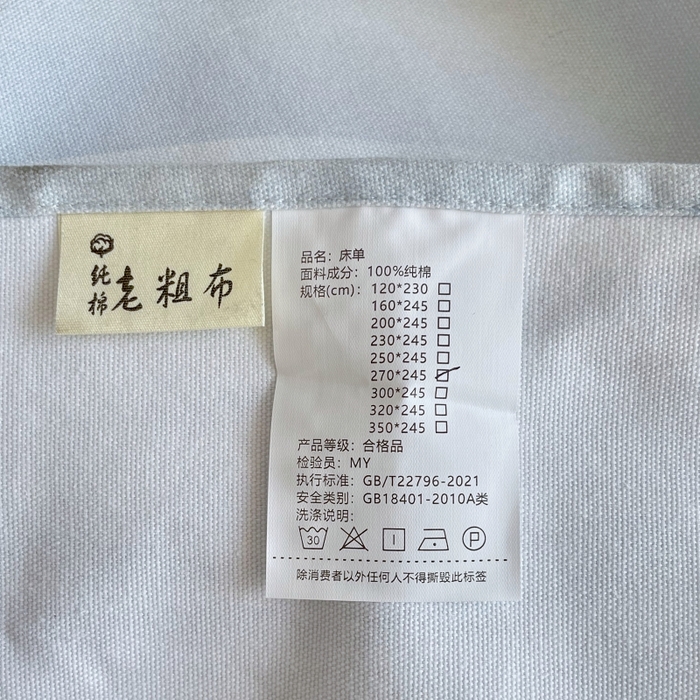 纯棉老粗布
品名：床单
面料成分：100%纯棉
规格(cm)：120*230 □
160*245 □
200*245 □
230*245 □
250*245 □
270*245 ☑
300*245 □
320*245 □
350*245 □
产品等级：合格品
检验员：MY
执行标准：GB/T22796-2021
安全类别：GB18401-2010A类
洗涤说明：
30 P
除消费者以外任何人不得撕毁此标签